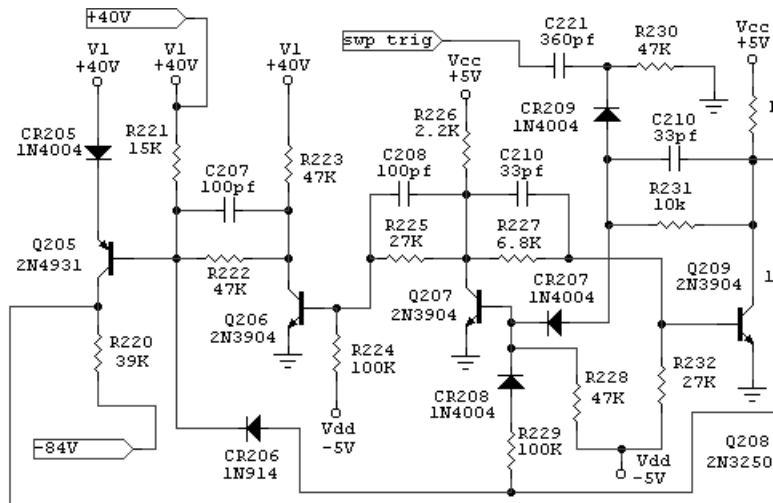 +40V
swp trig
C221
360pf
R230
47K
Vcc
+5V
V1
+40V
V1
+40V
V1
+40V
Vcc
+5V
CR205
1N4004
R221
15K
R226
2.2K
CR209
1N4004
C210
33pf
C207
100pf
R223
47K
C208
100pf
C210
33pf
R231
10k
Q205
2N4931
R222
47K
R225
27K
R227
6.8K
Q209
2N3904
R220
39K
Q206
2N3904
Q207
2N3904
CR207
1N4004
R224
100K
CR208
1N4004
R228
47K
R232
27K
-84V
Vdd
-5V
CR206
1N914
R229
100K
Vdd
-5V
Q208
2N3250